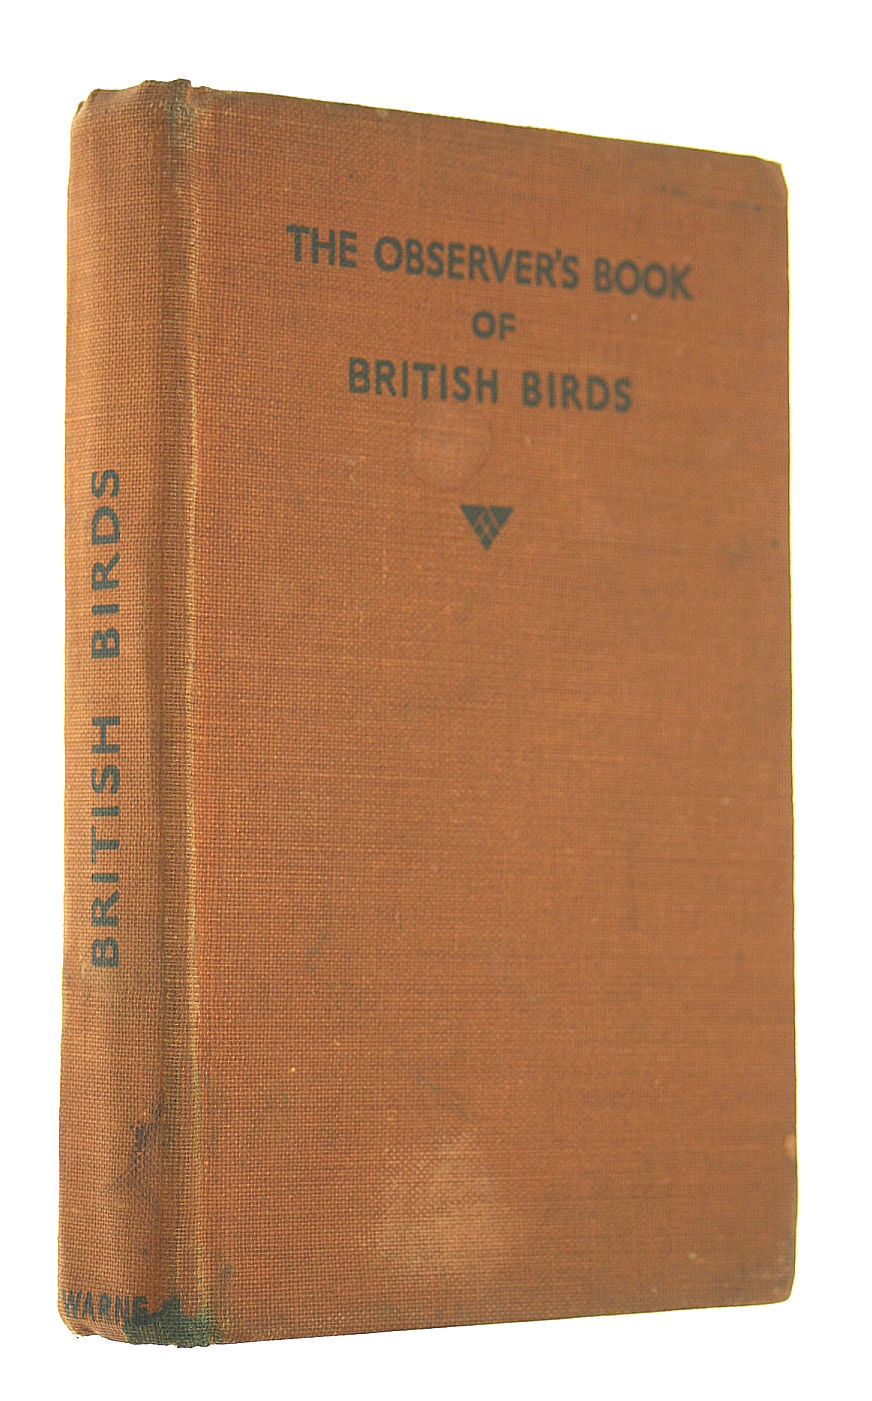 THE OBSERVER'S BOOK
OF
BRITISH BIRDS
BRITISH BIRDS
WARNE